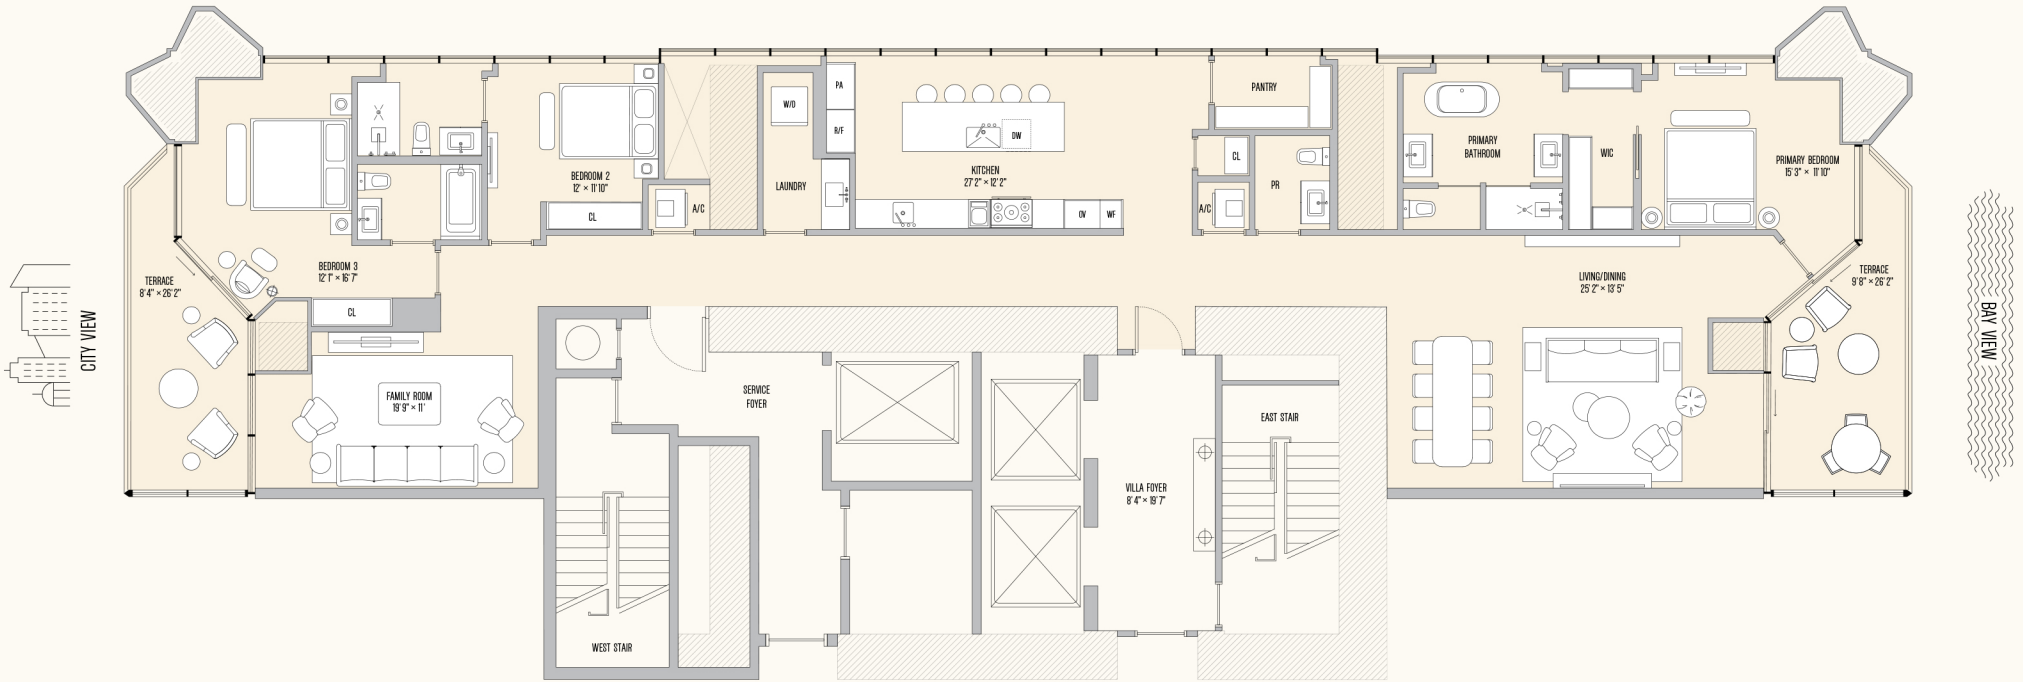 CITY VIEW
TERRACE
8'4" × 26'2"
BEDROOM 3
12'1" × 16'7"
CL
FAMILY ROOM
19'9" × 11'
BEDROOM 2
12' × 11'10"
CL
A/C
W/D
LAUNDRY
PA
R/F
DW
KITCHEN
27'2" × 12'2"
OV
WF
PANTRY
CL
A/C
PR
PRIMARY
BATHROOM
WIC
PRIMARY BEDROOM
15'3" × 11'10"
LIVING/DINING
25'2" × 13'5"
TERRACE
9'8" × 26'2"
BAY VIEW
SERVICE
FOYER
WEST STAIR
VILLA FOYER
8'4" × 19'7"
EAST STAIR